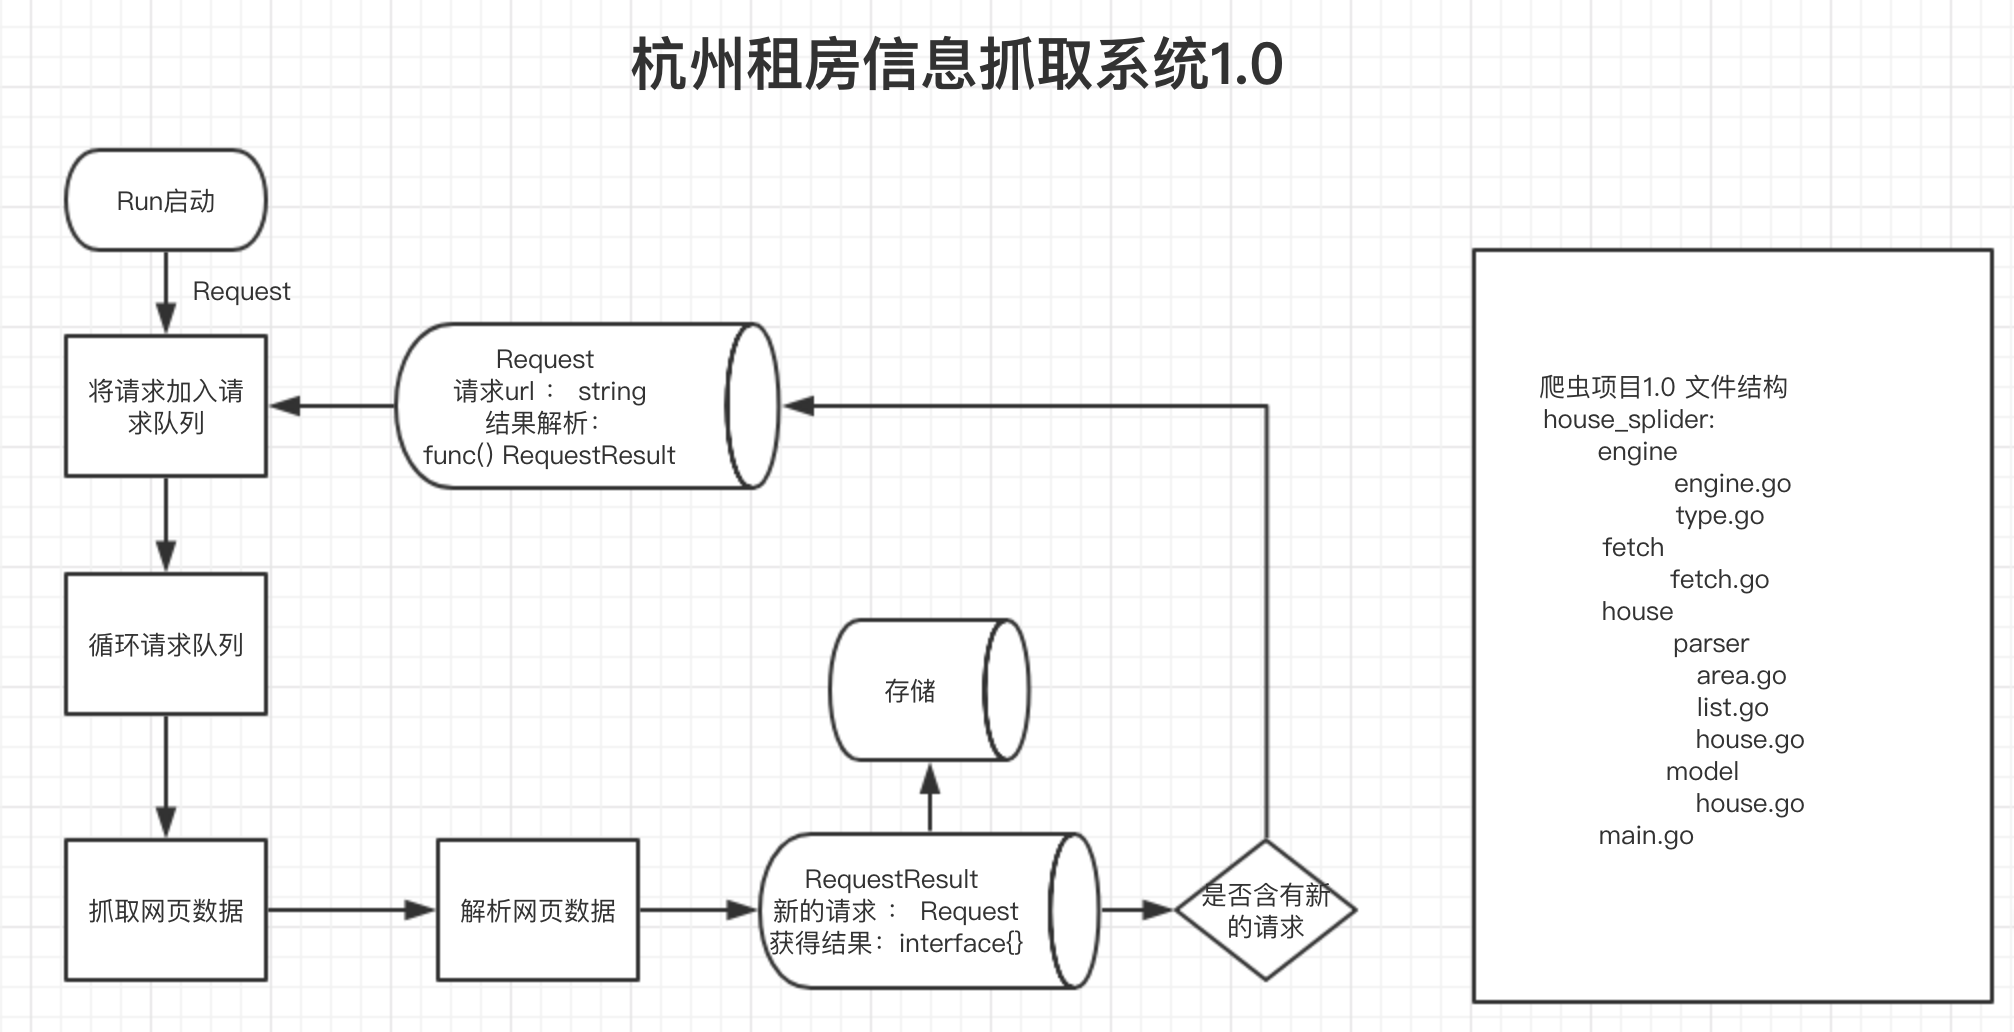 杭州租房信息抓取系统1.0
Run启动
Request
将请求加入请
求队列
Request
请求url： string
结果解析：
func() RequestResult
循环请求队列
存储
抓取网页数据
解析网页数据
RequestResult
新的请求： Request
获得结果：interface{}
是否含有新
的请求
爬虫项目1.0 文件结构
house_splider:
engine
engine.go
type.go
fetch
fetch.go
house
parser
area.go
list.go
house.go
model
house.go
main.go